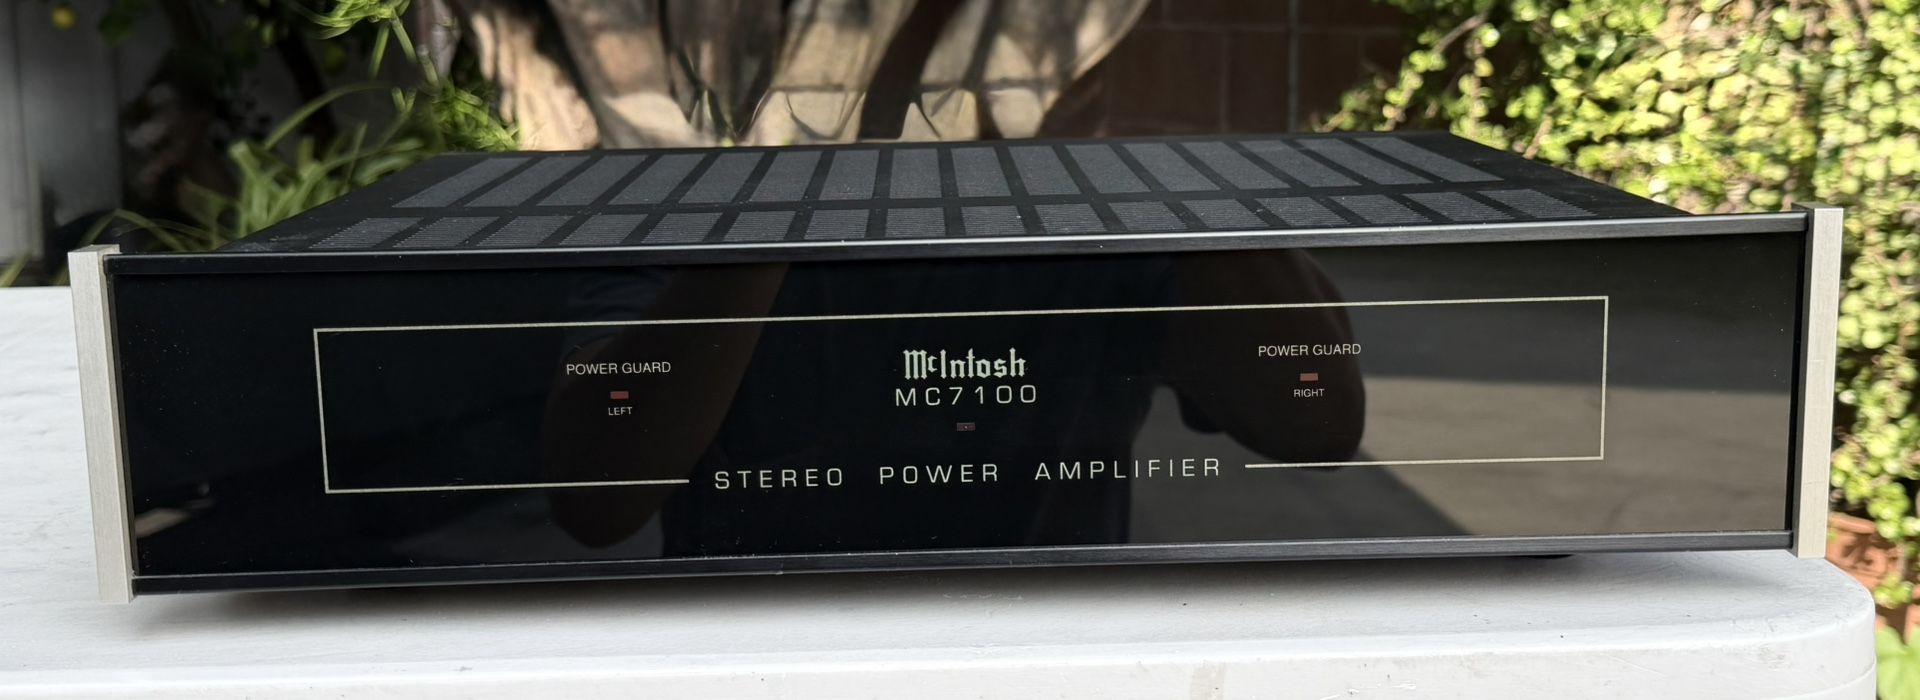 McIntosh
MC7100
POWER GUARD
LEFT
POWER GUARD
RIGHT
STEREO POWER AMPLIFIER